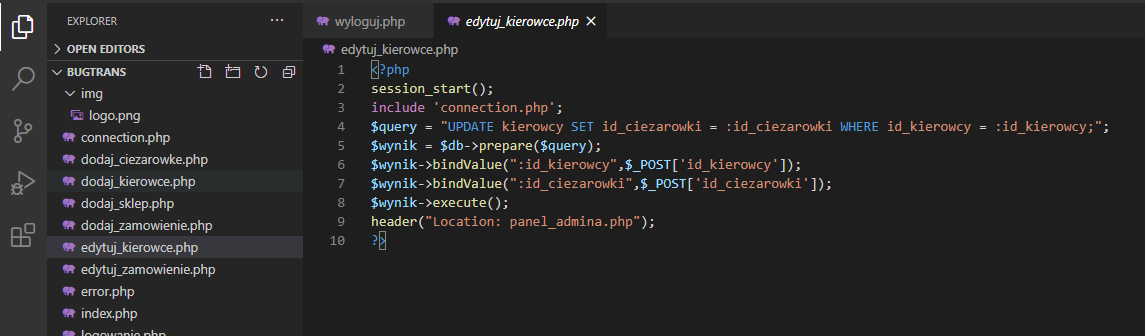 EXPLORER ···
OPEN EDITORS
BUGTRANS
img
logo.png
connection.php
dodaj_ciezarowke.php
dodaj_kierowce.php
dodaj_sklep.php
dodaj_zamowienie.php
edytuj_kierowce.php
edytuj_zamowienie.php
error.php
index.php
logowanie.php
wyloguj.php edytuj_kierowce.php
edytuj_kierowce.php
1 <?php
2 session_start();
3 include 'connection.php';
4 $query = "UPDATE kierowcy SET id_ciezarowki = :id_ciezarowki WHERE id_kierowcy = :id_kierowcy;";
5 $wynik = $db->prepare($query);
6 $wynik->bindValue(":id_kierowcy",$_POST['id_kierowcy']);
7 $wynik->bindValue(":id_ciezarowki",$_POST['id_ciezarowki']);
8 $wynik->execute();
9 header("Location: panel_admina.php");
10 ?>